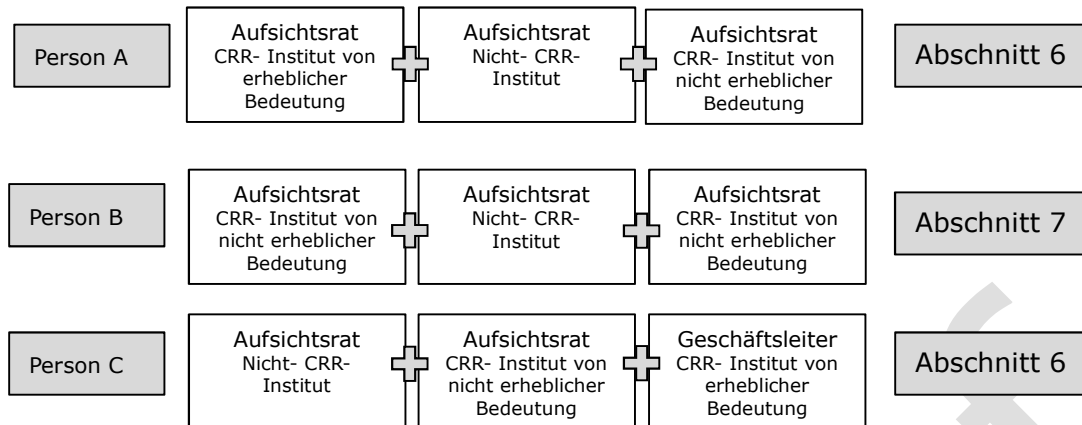 Person A
Aufsichtsrat
CRR- Institut von
erheblicher
Bedeutung
Aufsichtsrat
Nicht- CRR-
Institut
Aufsichtsrat
CRR- Institut von
nicht erheblicher
Bedeutung
Abschnitt 6
Person B
Aufsichtsrat
CRR- Institut von
nicht erheblicher
Bedeutung
Aufsichtsrat
Nicht- CRR-
Institut
Aufsichtsrat
CRR- Institut von
nicht erheblicher
Bedeutung
Abschnitt 7
Person C
Aufsichtsrat
Nicht- CRR-
Institut
Aufsichtsrat
CRR- Institut von
nicht erheblicher
Bedeutung
Geschäftsleiter
CRR- Institut von
erheblicher
Bedeutung
Abschnitt 6